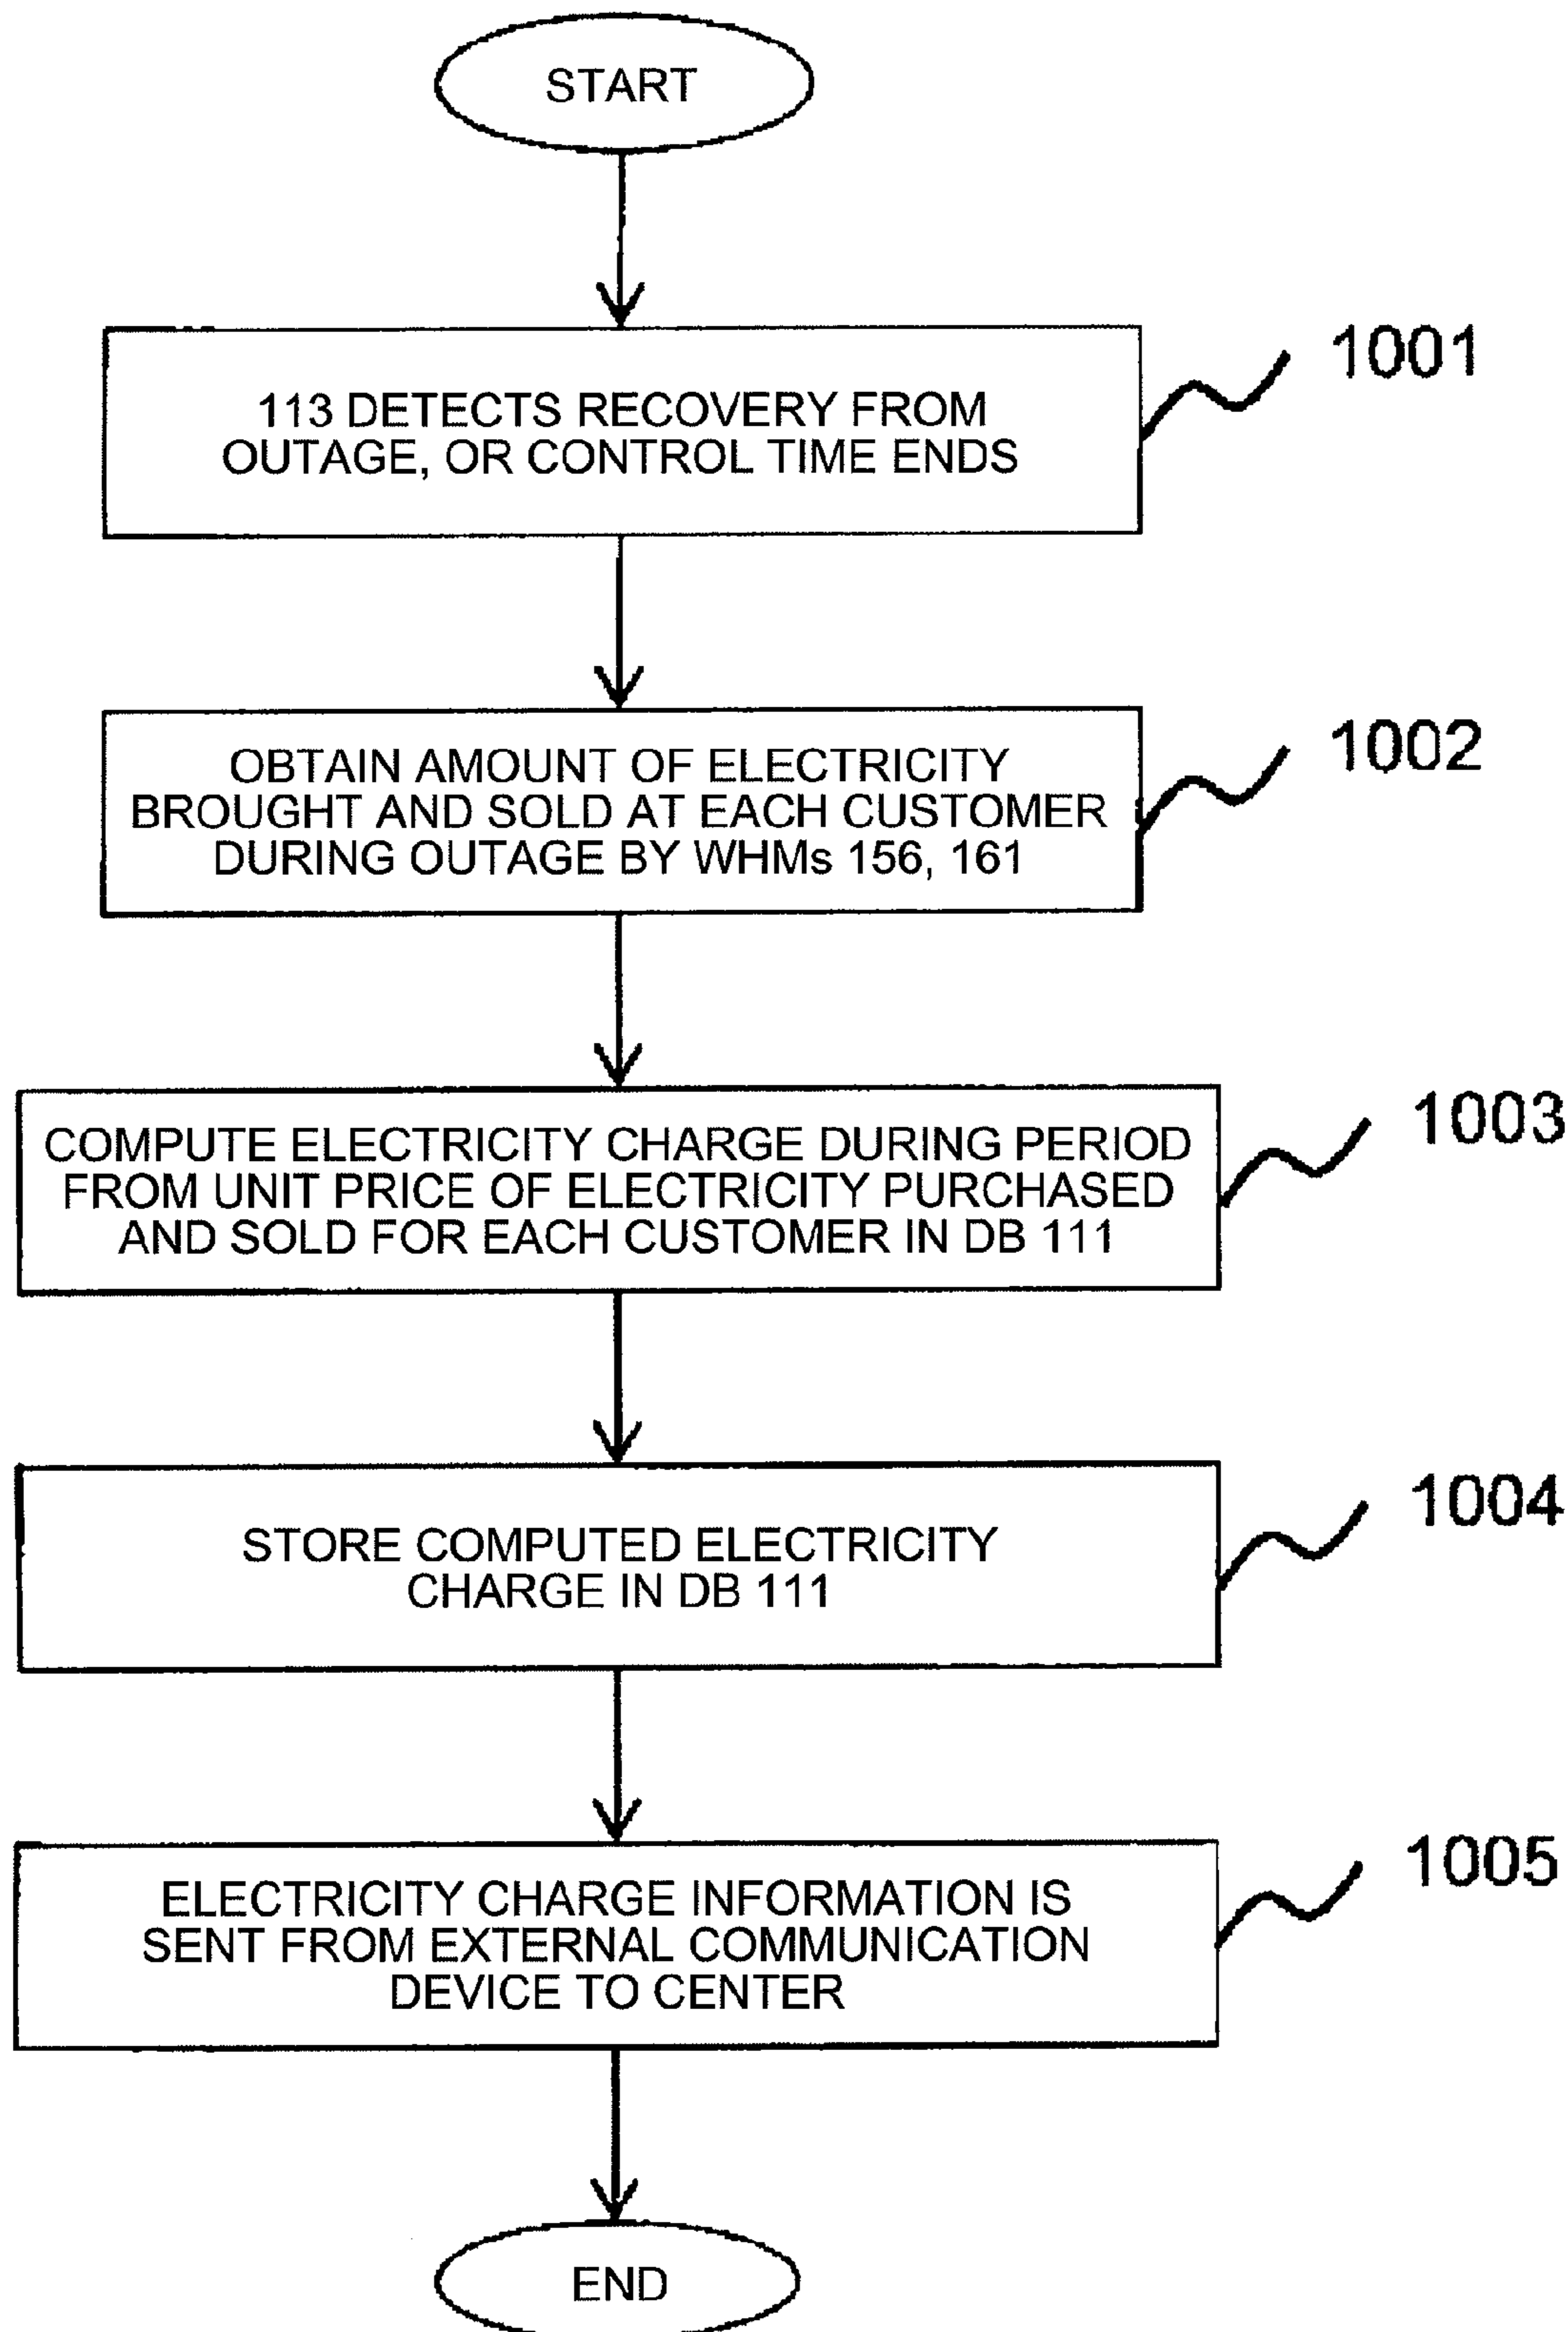 START
113 DETECTS RECOVERY FROM
OUTAGE, OR CONTROL TIME ENDS
1001
OBTAIN AMOUNT OF ELECTRICITY
BROUGHT AND SOLD AT EACH CUSTOMER
DURING OUTAGE BY WHMs 156, 161
1002
COMPUTE ELECTRICITY CHARGE DURING PERIOD
FROM UNIT PRICE OF ELECTRICITY PURCHASED
AND SOLD FOR EACH CUSTOMER IN DB 111
1003
STORE COMPUTED ELECTRICITY
CHARGE IN DB 111
1004
ELECTRICITY CHARGE INFORMATION IS
SENT FROM EXTERNAL COMMUNICATION
DEVICE TO CENTER
1005
END